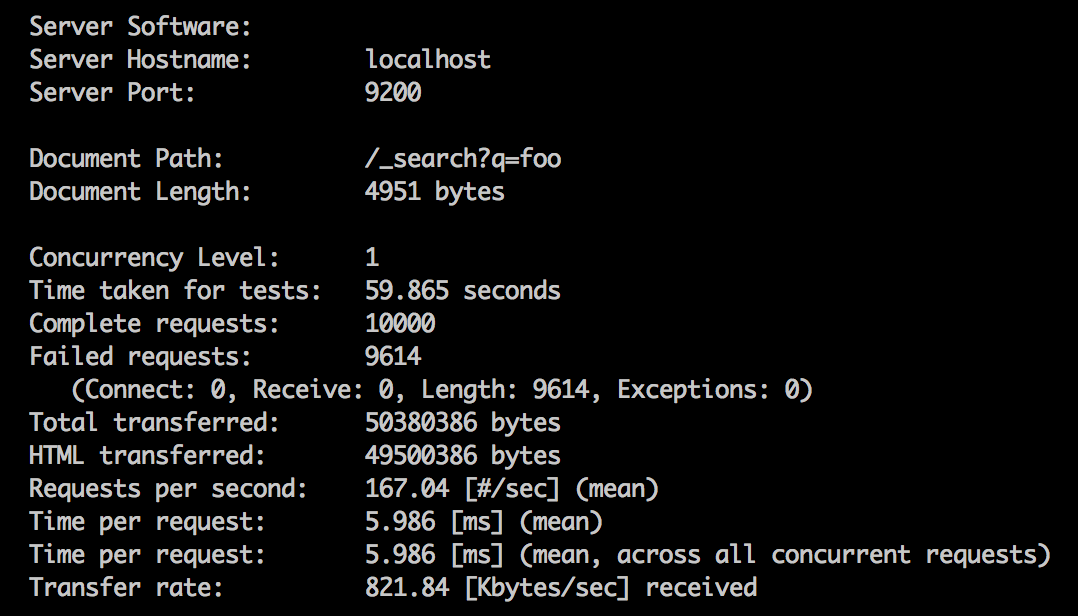 Server Software:
Server Hostname: localhost
Server Port: 9200
Document Path: /_search?q=foo
Document Length: 4951 bytes
Concurrency Level: 1
Time taken for tests: 59.865 seconds
Complete requests: 10000
Failed requests: 9614
(Connect: 0, Receive: 0, Length: 9614, Exceptions: 0)
Total transferred: 50380386 bytes
HTML transferred: 49500386 bytes
Requests per second: 167.04 [#/sec] (mean)
Time per request: 5.986 [ms] (mean)
Time per request: 5.986 [ms] (mean, across all concurrent requests)
Transfer rate: 821.84 [Kbytes/sec] received